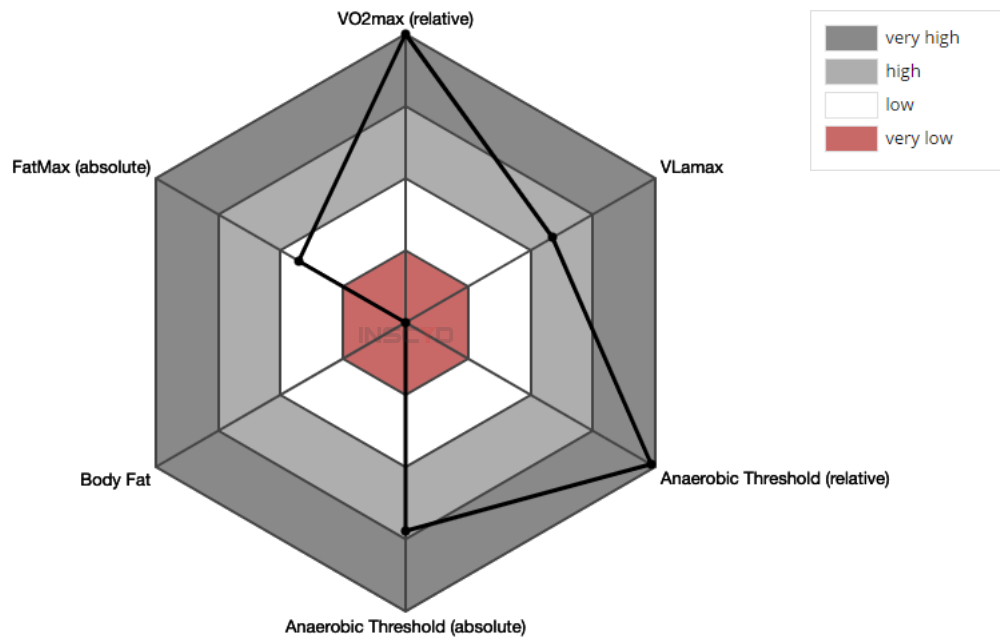 VO2max (relative)
very high
high
low
very low
FatMax (absolute)
VLamax
INSCYD
Body Fat
Anaerobic Threshold (relative)
Anaerobic Threshold (absolute)